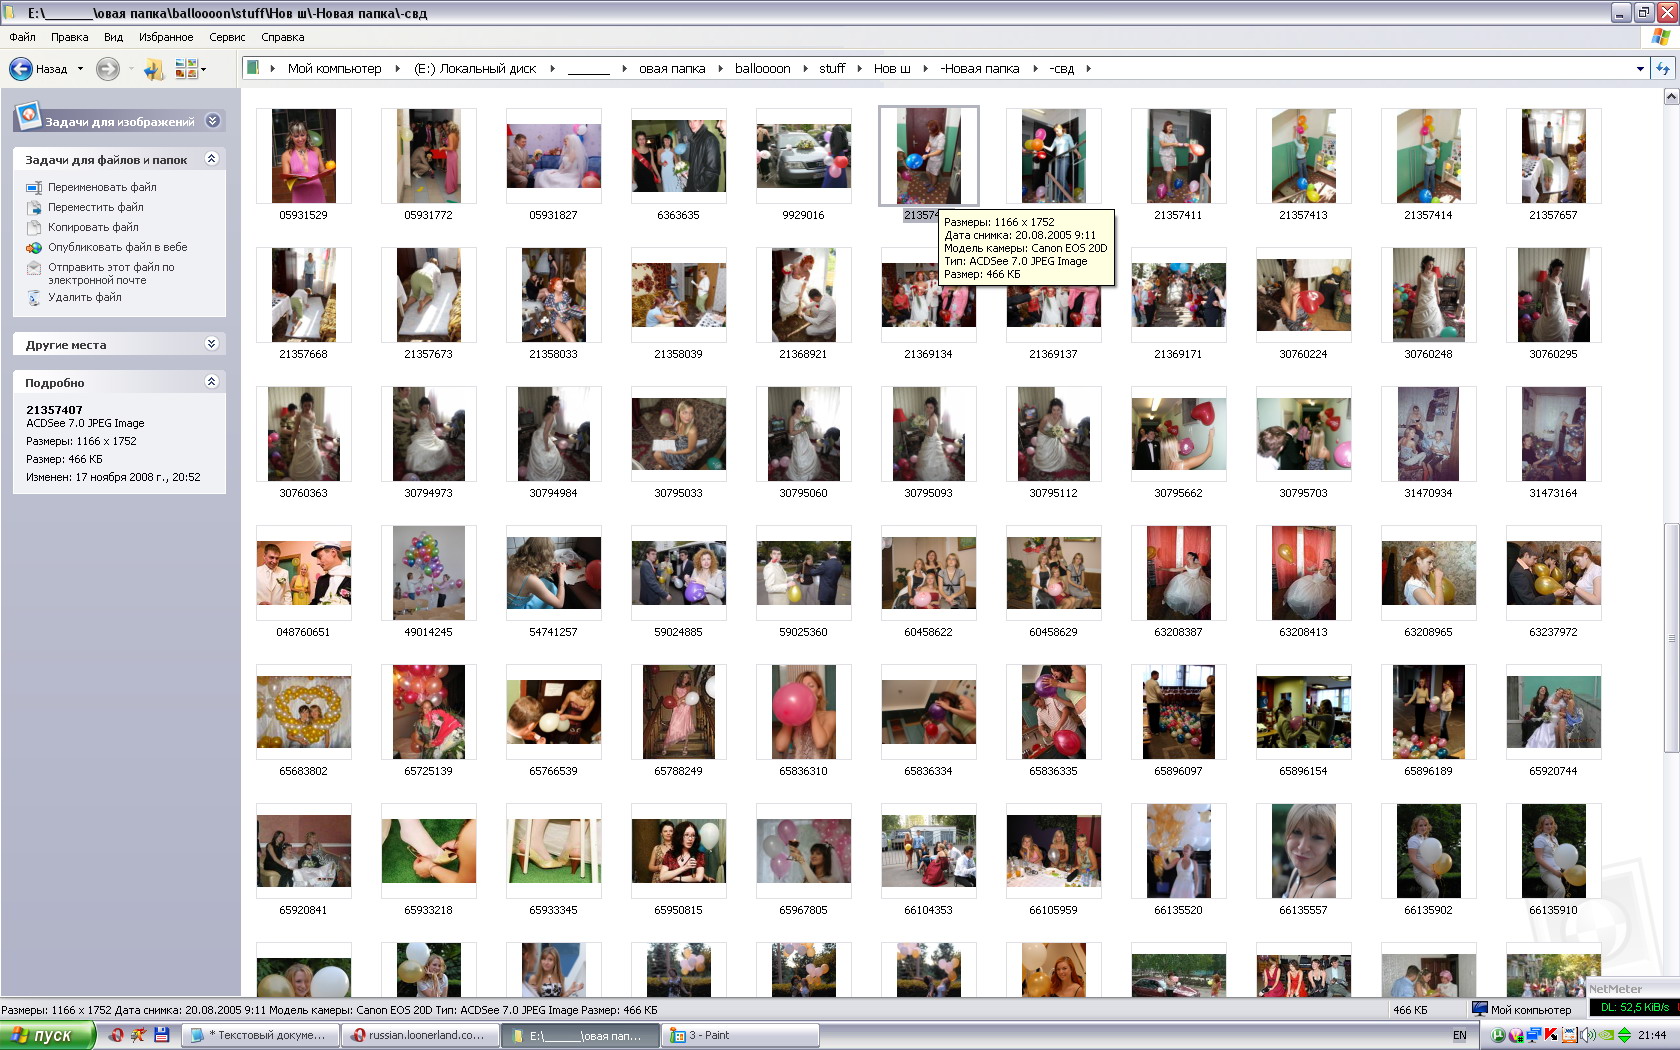 E:\_______\овая папка\balloooon\stuff\Нов ш\-Новая папка\-свд
Файл Правка Вид Избранное Сервис Справка
Назад
Мой компьютер (E:) Локальный диск _______ овая папка balloooon stuff Нов ш -Новая папка -свд
Задачи для изображений
Задачи для файлов и папок
Переименовать файл
Переместить файл
Копировать файл
Опубликовать файл в вебе
Отправить этот файл по
электронной почте
Удалить файл
Другие места
Подробно
21357407
ACDSee 7.0 JPEG Image
Размеры: 1166 x 1752
Размер: 466 КБ
Изменен: 17 ноября 2008 г., 20:52
05931529 05931772 05931827 6363635 9929016 213574 21357411 21357413 21357414 21357657
Размеры: 1166 x 1752
Дата снимка: 20.08.2005 9:11
Модель камеры: Canon EOS 20D
Тип: ACDSee 7.0 JPEG Image
Размер: 466 КБ
21357668 21357673 21358033 21358039 21368921 21369134 21369137 21369171 30760224 30760248 30760295
30760363 30794973 30794984 30795033 30795060 30795093 30795112 30795662 30795703 31470934 31473164
048760651 49014245 54741257 59024885 59025360 60458622 60458629 63208387 63208413 63208965 63237972
65683802 65725139 65766539 65788249 65836310 65836334 65836335 65896097 65896154 65896189 65920744
65920841 65933218 65933345 65950815 65967805 66104353 66105959 66135520 66135557 66135902 66135910
NetMeter
DL: 52,5 KiB/s
Размеры: 1166 x 1752 Дата снимка: 20.08.2005 9:11 Модель камеры: Canon EOS 20D Тип: ACDSee 7.0 JPEG Image Размер: 466 КБ 466 КБ Мой компьютер
пуск * Текстовый докуме... russian.loonerland.co... E:\_______\овая пап... 3 - Paint EN 21:44